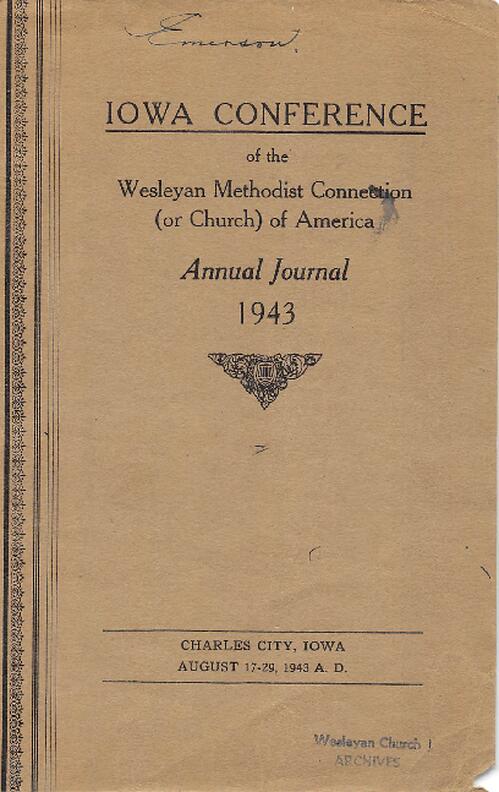 Emerson.
IOWA CONFERENCE
of the
Wesleyan Methodist Connection
(or Church) of America
Annual Journal
1943
CHARLES CITY, IOWA
AUGUST 17-29, 1943 A. D.
Wesleyan Church
ARCHIVES